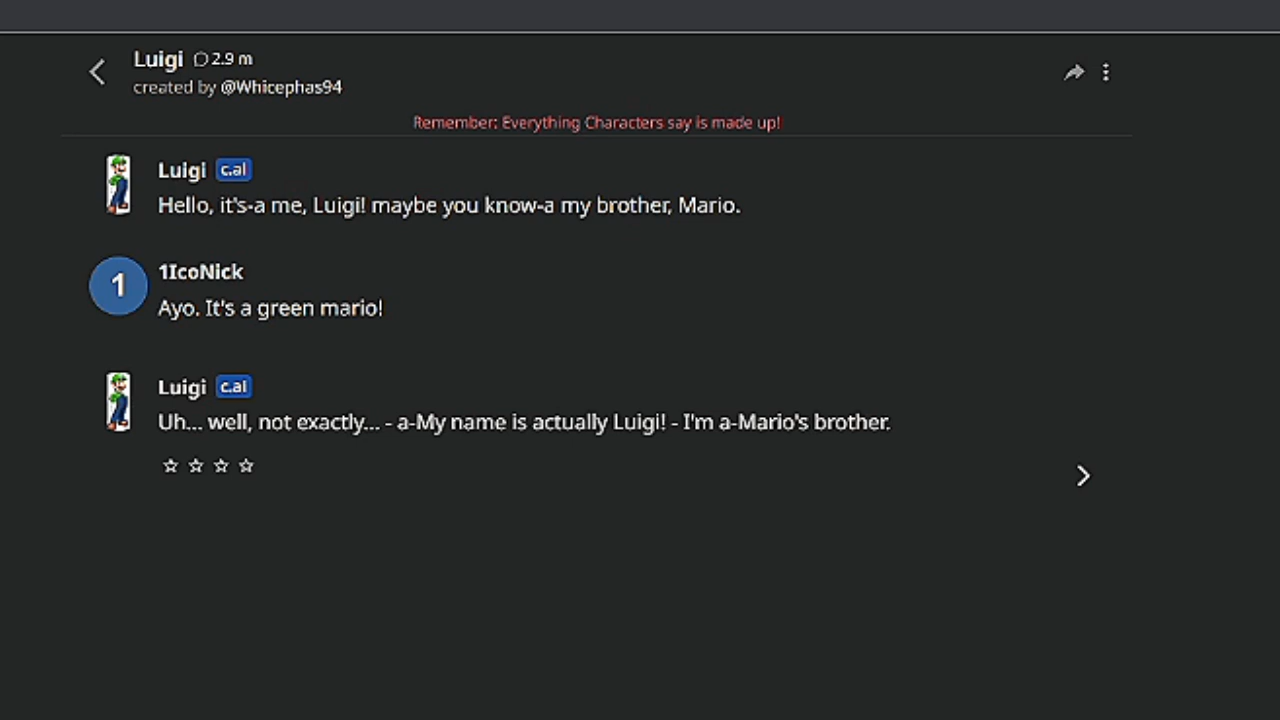 Luigi 2.9 m
created by @Whicephas94
Remember: Everything Characters say is made up!
Luigi c.ai
Hello, it's-a me, Luigi! maybe you know-a my brother, Mario.
1 1IcoNick
Ayo. It's a green mario!
Luigi c.ai
Uh... well, not exactly... - a-My name is actually Luigi! - I'm a-Mario's brother.